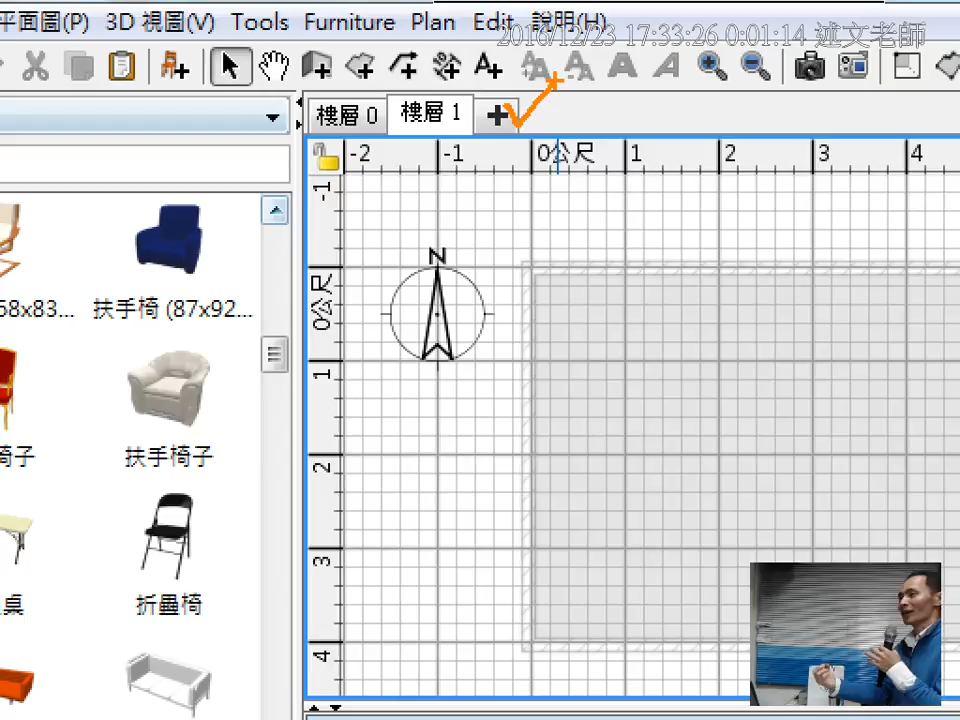 平面圖(P) 3D 視圖(V) Tools Furniture Plan Edit 說明(H)
2016/12/23 17:33:26 0:01:14 述文老師
樓層 0 樓層 1
-2 -1 0公尺 1 2 3 4
-1
N
0公尺
58x83... 扶手椅 (87x92...
1
椅子 扶手椅子
2
3
桌 折疊椅
4